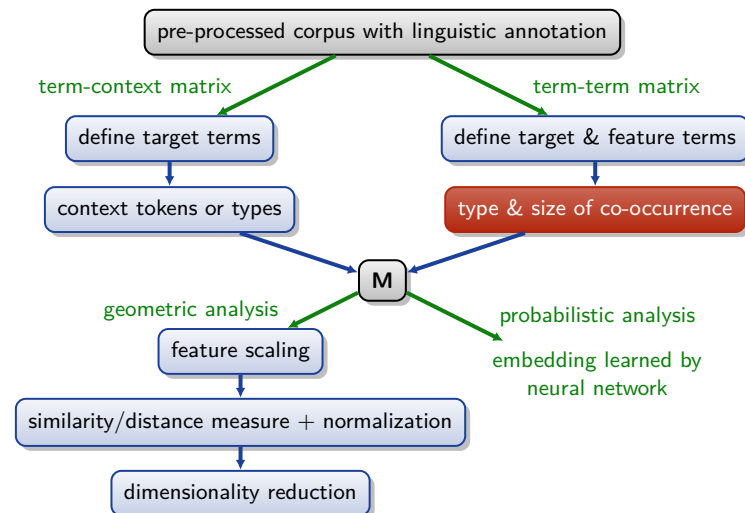 pre-processed corpus with linguistic annotation
term-context matrix
term-term matrix
define target terms
define target & feature terms
context tokens or types
type & size of co-occurrence
M
geometric analysis
probabilistic analysis
feature scaling
embedding learned by
neural network
similarity/distance measure + normalization
dimensionality reduction